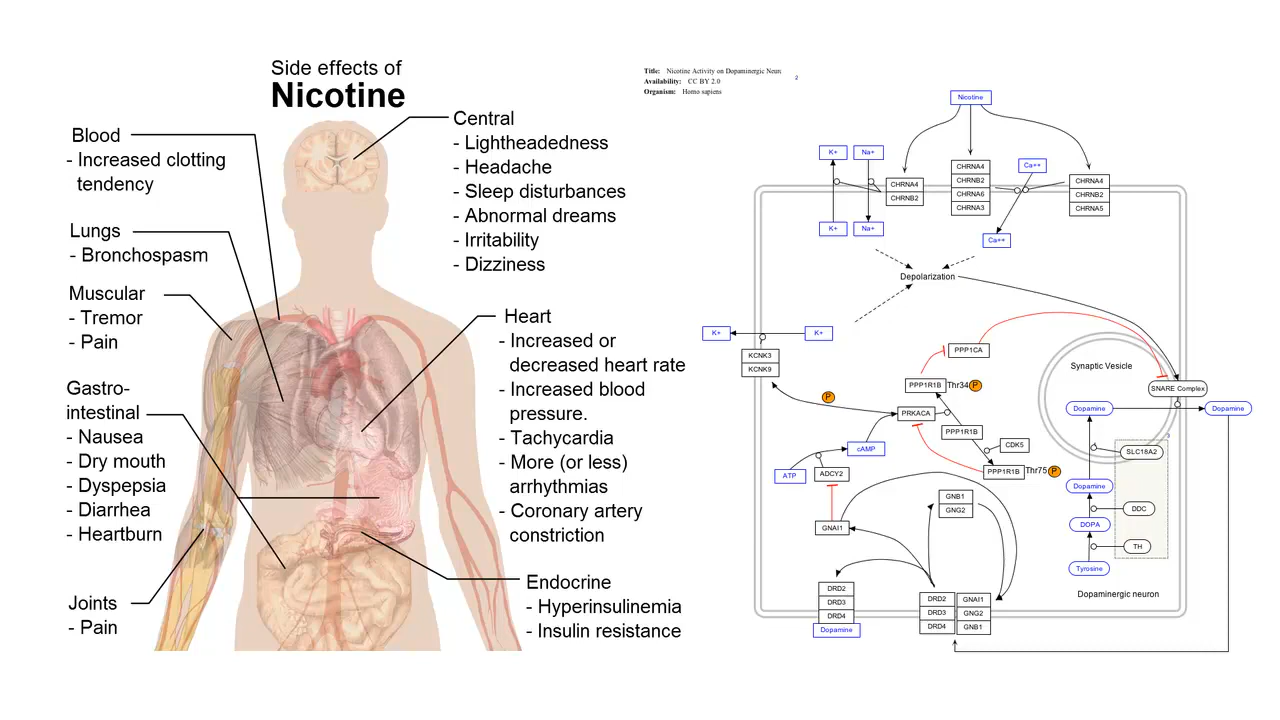 Side effects of
Nicotine
Blood
- Increased clotting
tendency
Lungs
- Bronchospasm
Muscular
- Tremor
- Pain
Gastro-
intestinal
- Nausea
- Dry mouth
- Dyspepsia
- Diarrhea
- Heartburn
Joints
- Pain
Central
- Lightheadedness
- Headache
- Sleep disturbances
- Abnormal dreams
- Irritability
- Dizziness
Heart
- Increased or
decreased heart rate
- Increased blood
pressure.
- Tachycardia
- More (or less)
arrhythmias
- Coronary artery
constriction
Endocrine
- Hyperinsulinemia
- Insulin resistance
Title: Nicotine Activity on Dopaminergic Neur
Availability: CC BY 2.0
Organism: Homo sapiens
2
Nicotine
K+
Na+
CHRNA4
CHRNB2
CHRNA4
CHRNB2
CHRNA6
CHRNA3
Ca++
CHRNA4
CHRNB2
CHRNA5
K+
Na+
Ca++
Depolarization
K+
K+
KCNK3
KCNK9
PPP1CA
Synaptic Vesicle
PPP1R1B Thr34 P
SNARE Complex
P
PRKACA
Dopamine
Dopamine
PPP1R1B
3
cAMP
CDK5
SLC18A2
ATP
ADCY2
PPP1R1B Thr75 P
Dopamine
GNB1
GNG2
DDC
GNAI1
DOPA
TH
Tyrosine
Dopaminergic neuron
DRD2
DRD3
DRD4
Dopamine
DRD2
DRD3
DRD4
GNAI1
GNG2
GNB1